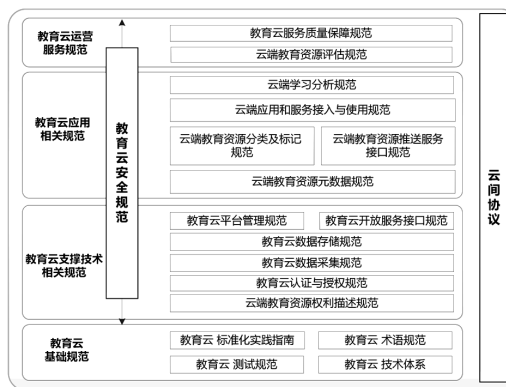 教育云运营
服务规范
教育云服务质量保障规范
云端教育资源评估规范
教育云应用
相关规范
云端学习分析规范
云端应用和服务接入与使用规范
云端教育资源分类及标记
规范
云端教育资源推送服务
接口规范
云端教育资源元数据规范
教育云支撑技术
相关规范
教育云平台管理规范
教育云开放服务接口规范
教育云数据存储规范
教育云数据采集规范
教育云认证与授权规范
云端教育资源权利描述规范
教育云
基础规范
教育云 标准化实践指南
教育云 术语规范
教育云 测试规范
教育云 技术体系
教育云安全规范
云间协议